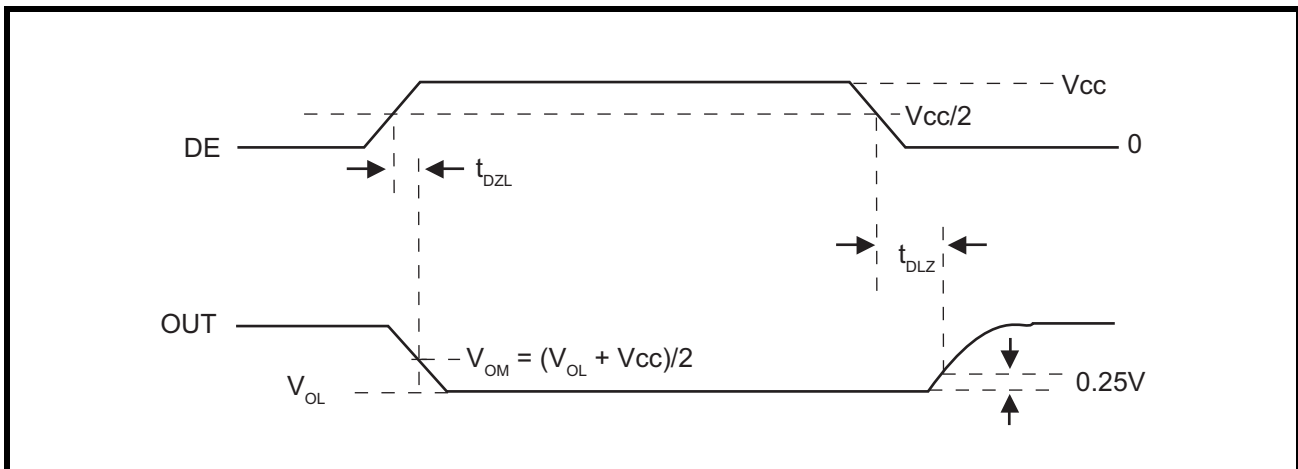 Vcc
Vcc/2
DE
0
tDZL
tDLZ
OUT
VOM = (VOL + Vcc)/2
VOL
0.25V